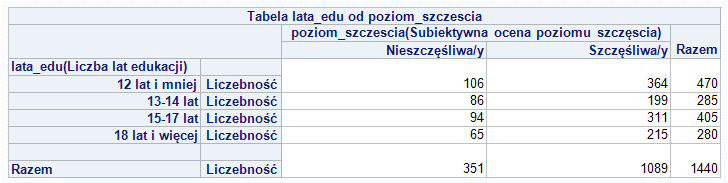 Tabela lata_edu od poziom_szczescia
poziom_szczescia(Subiektywna ocena poziomu szczęścia)
Nieszczęśliwa/y Szczęśliwa/y Razem
lata_edu(Liczba lat edukacji)
12 lat i mniej Liczebność 106 364 470
13-14 lat Liczebność 86 199 285
15-17 lat Liczebność 94 311 405
18 lat i więcej Liczebność 65 215 280
Razem Liczebność 351 1089 1440